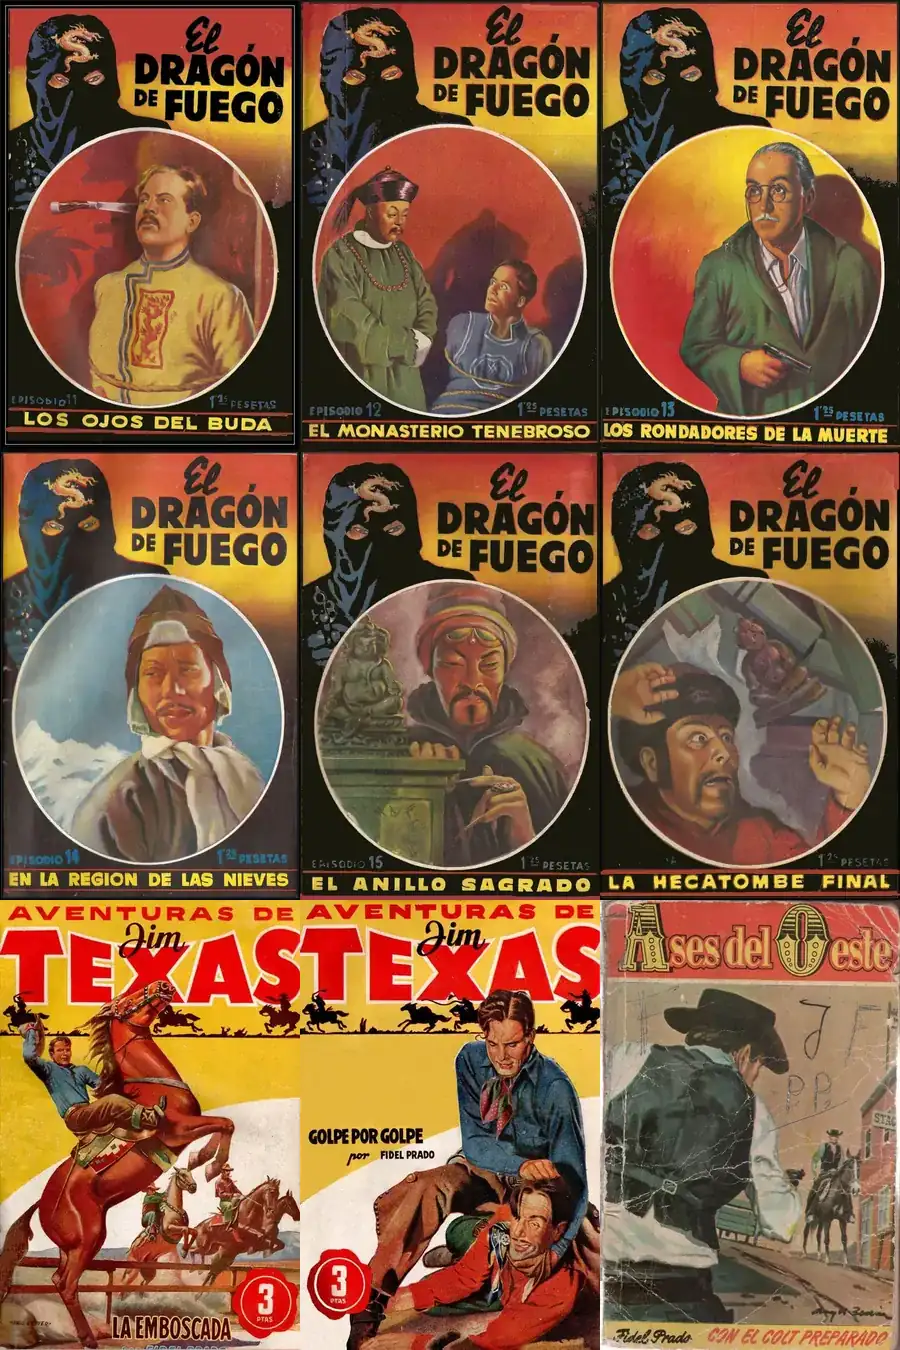 El
DRAGÓN
DE FUEGO
EPISODIO 11
1'25 PESETAS
LOS OJOS DEL BUDA
El
DRAGÓN
DE FUEGO
EPISODIO 12
1'25 PESETAS
EL MONASTERIO TENEBROSO
El
DRAGÓN
DE FUEGO
EPISODIO 13
1'25 PESETAS
LOS RONDADORES DE LA MUERTE
El
DRAGÓN
DE FUEGO
EPISODIO 14
1'25 PESETAS
EN LA REGION DE LAS NIEVES
El
DRAGÓN
DE FUEGO
EPISODIO 15
1'25 PESETAS
EL ANILLO SAGRADO
El
DRAGÓN
DE FUEGO
1'25 PESETAS
LA HECATOMBE FINAL
AVENTURAS DE
Jim
TEXAS
3
PTAS
LA EMBOSCADA
AVENTURAS DE
Jim
TEXAS
GOLPE POR GOLPE
por FIDEL PRADO
3
PTAS
Ases del Oeste
J F
P P.
Fidel Prado CON EL COLT PREPARADO